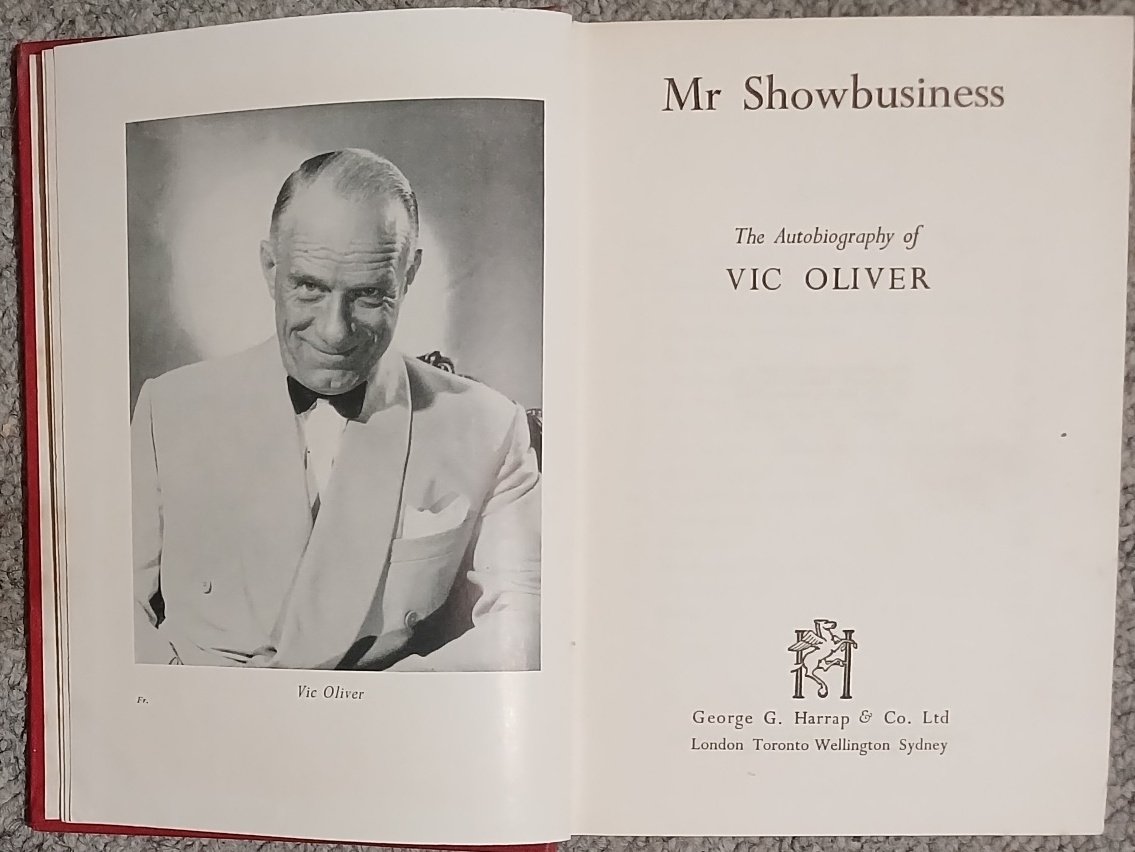 Vic Oliver
Fr.
Mr Showbusiness
The Autobiography of
VIC OLIVER
H
George G. Harrap & Co. Ltd
London Toronto Wellington Sydney